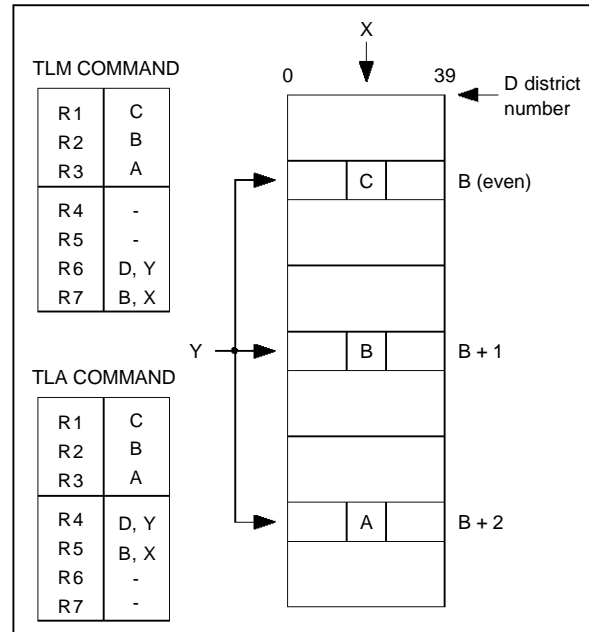 TLM COMMAND
R1 C
R2 B
R3 A
R4 -
R5 -
R6 D, Y
R7 B, X
TLA COMMAND
R1 C
R2 B
R3 A
R4 D, Y
R5 B, X
R6 -
R7 -
X
0 39
D district
number
C B (even)
Y B B + 1
A B + 2